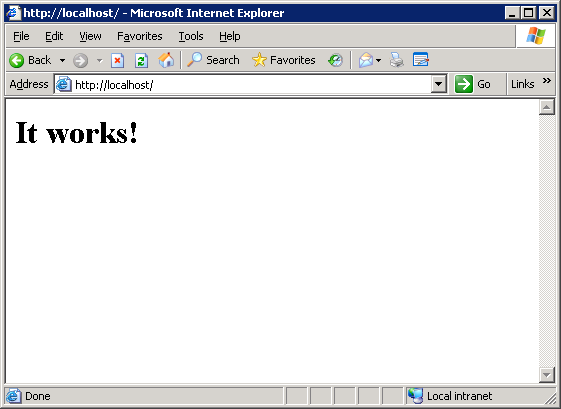 http://localhost/ - Microsoft Internet Explorer
File Edit View Favorites Tools Help
Back Search Favorites
Address http://localhost/ Go Links »
It works!
Done Local intranet